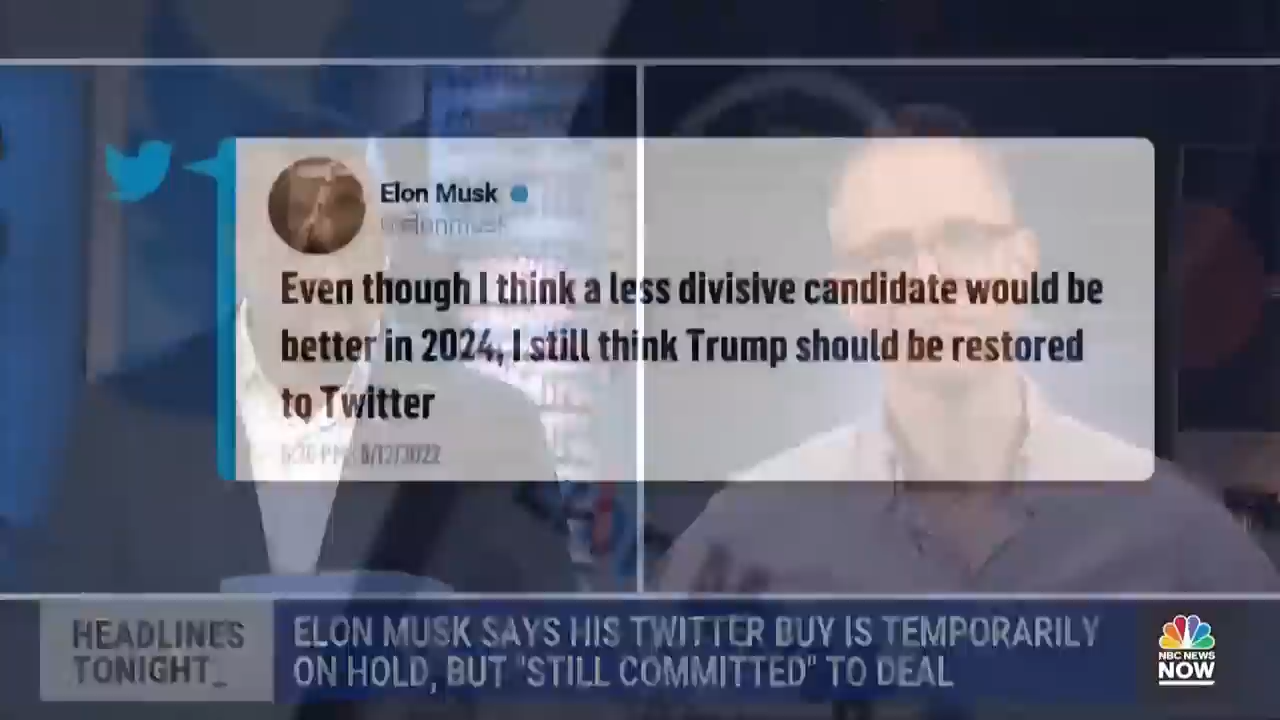 Elon Musk
@elonmusk
Even though I think a less divisive candidate would be
better in 2024, I still think Trump should be restored
to Twitter
HEADLINES
TONIGHT_
ELON MUSK SAYS HIS TWITTER BUY IS TEMPORARILY
ON HOLD, BUT "STILL COMMITTED" TO DEAL
NBC NEWS
NOW